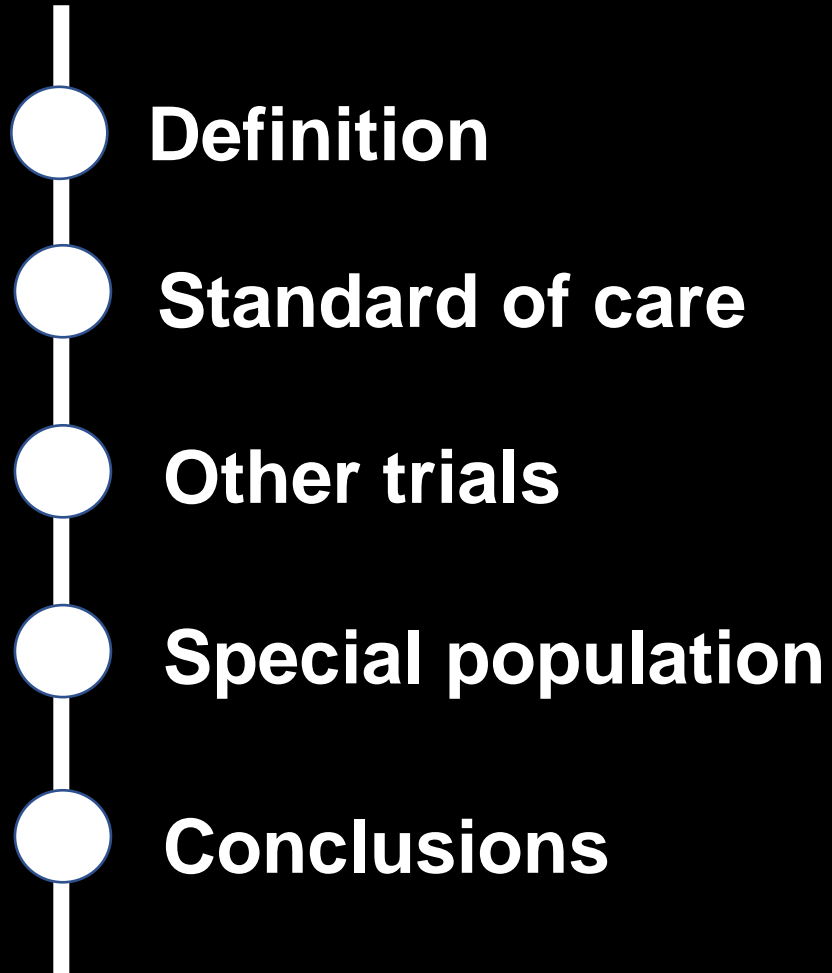 Definition
Standard of care
Other trials
Special population
Conclusions